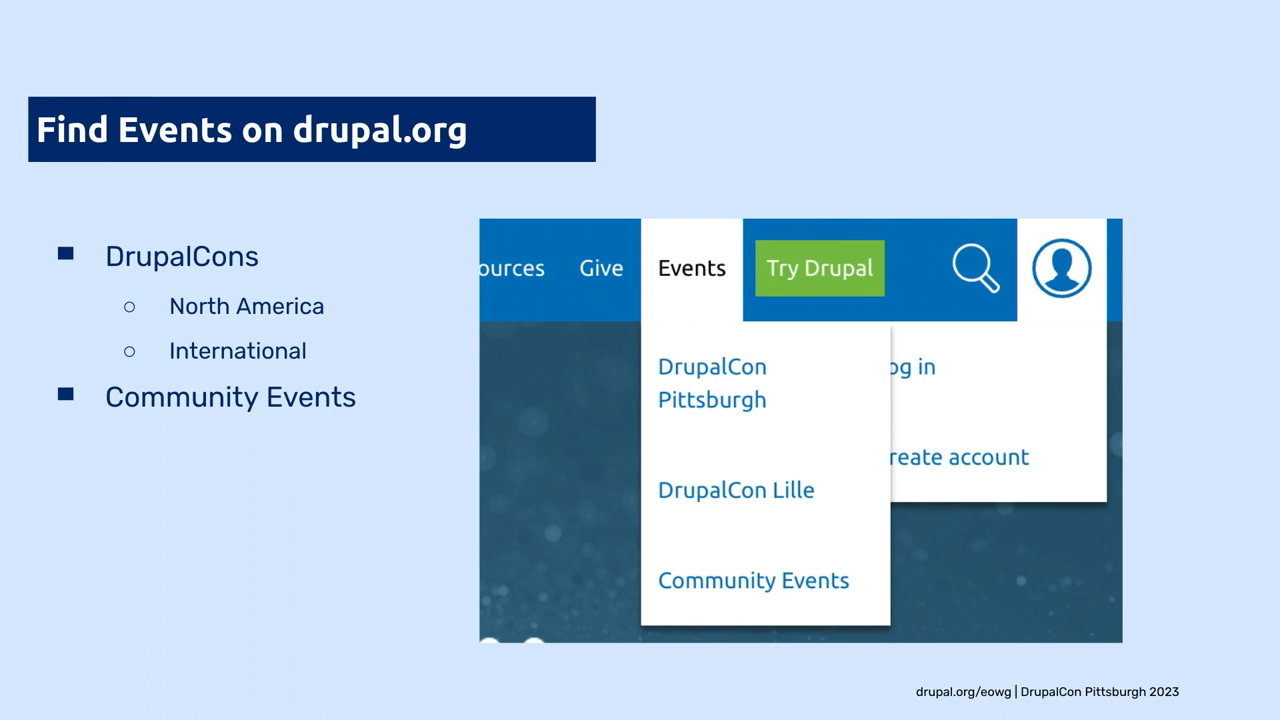 Find Events on drupal.org
DrupalCons
North America
International
Community Events
ources Give Events Try Drupal
DrupalCon
Pittsburgh
DrupalCon Lille
Community Events
og in
reate account
drupal.org/eowg | DrupalCon Pittsburgh 2023